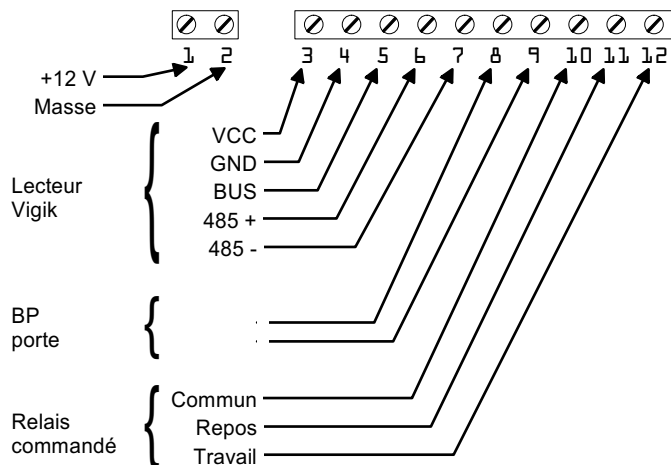 1 2 3 4 5 6 7 8 9 10 11 12
+12 V
Masse
VCC
GND
Lecteur
Vigik
BUS
485 +
485 -
BP
porte
Commun
Relais
commandé
Repos
Travail